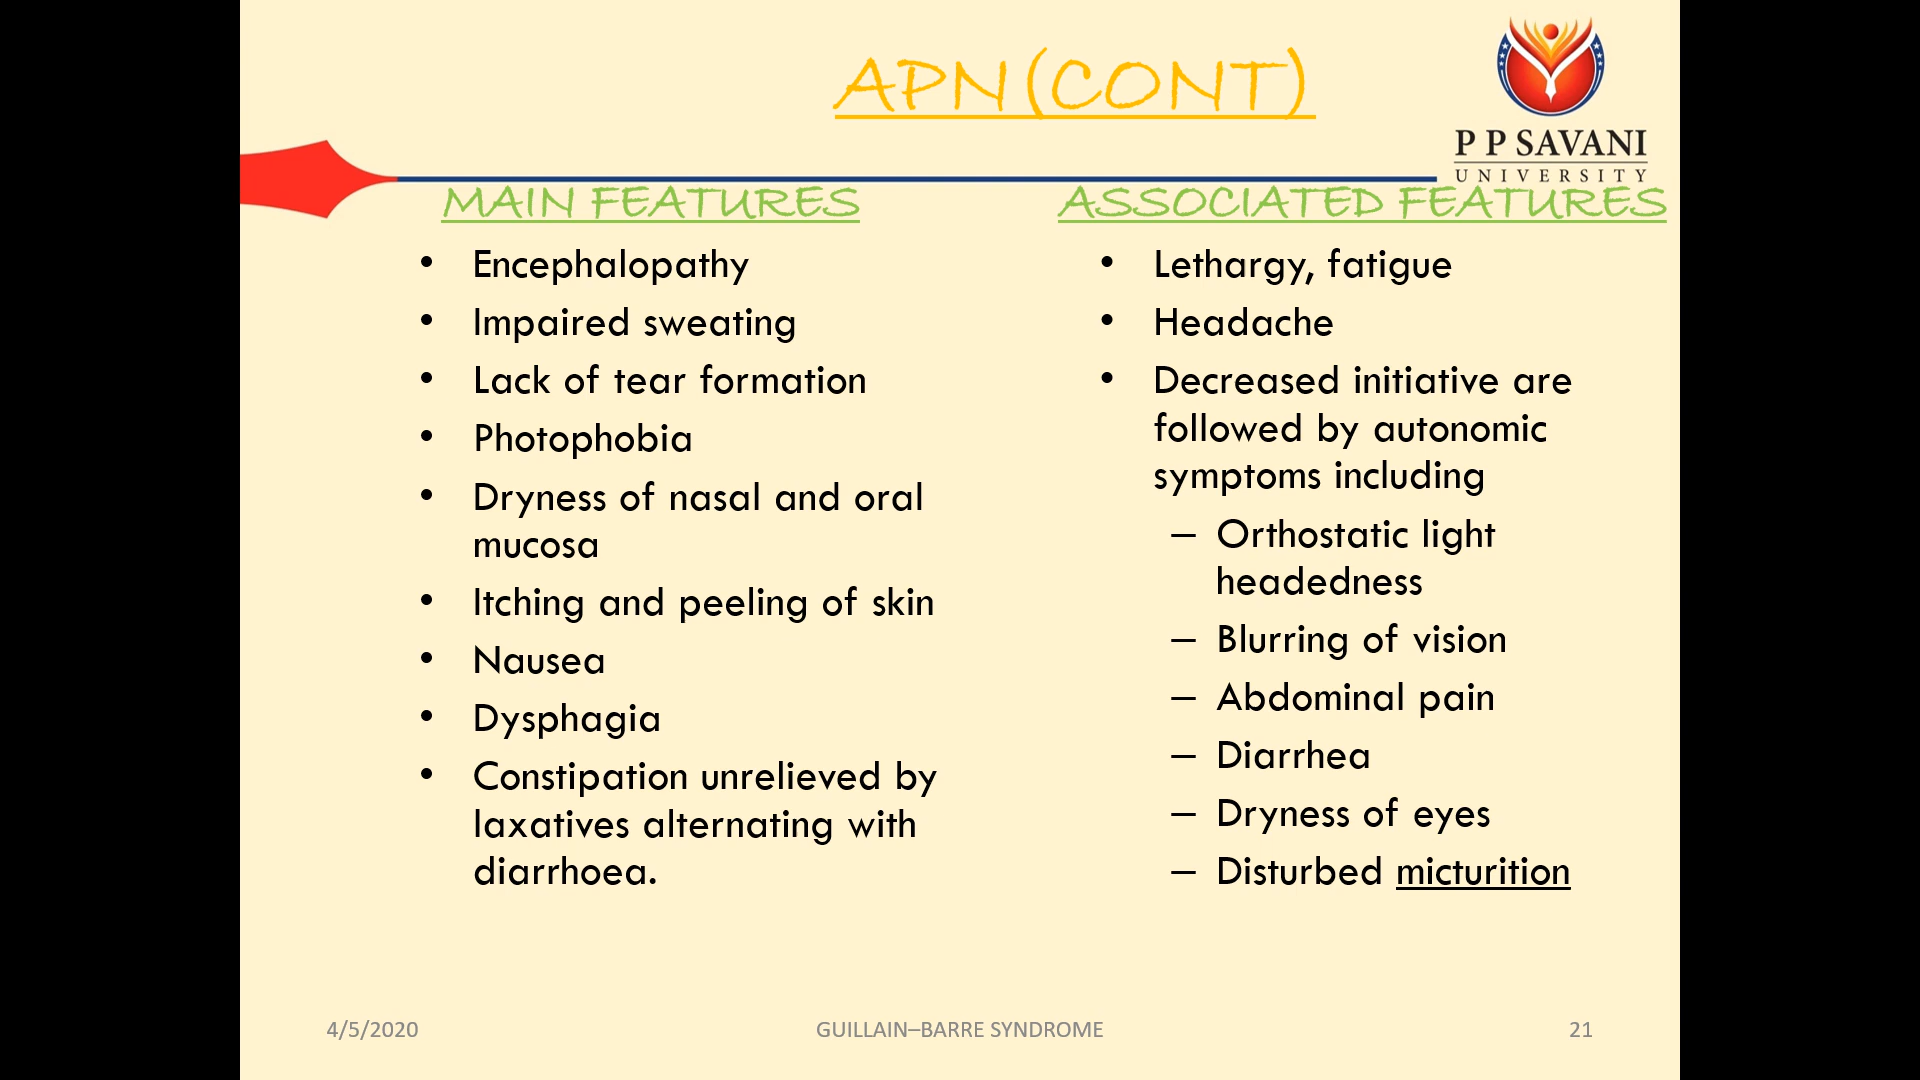 APN(CONT)
P P SAVANI
UNIVERSITY
MAIN FEATURES
• Encephalopathy
• Impaired sweating
• Lack of tear formation
• Photophobia
• Dryness of nasal and oral
mucosa
• Itching and peeling of skin
• Nausea
• Dysphagia
• Constipation unrelieved by
laxatives alternating with
diarrhoea.
ASSOCIATED FEATURES
• Lethargy, fatigue
• Headache
• Decreased initiative are
followed by autonomic
symptoms including
– Orthostatic light
headedness
– Blurring of vision
– Abdominal pain
– Diarrhea
– Dryness of eyes
– Disturbed micturition
4/5/2020
GUILLAIN–BARRE SYNDROME
21